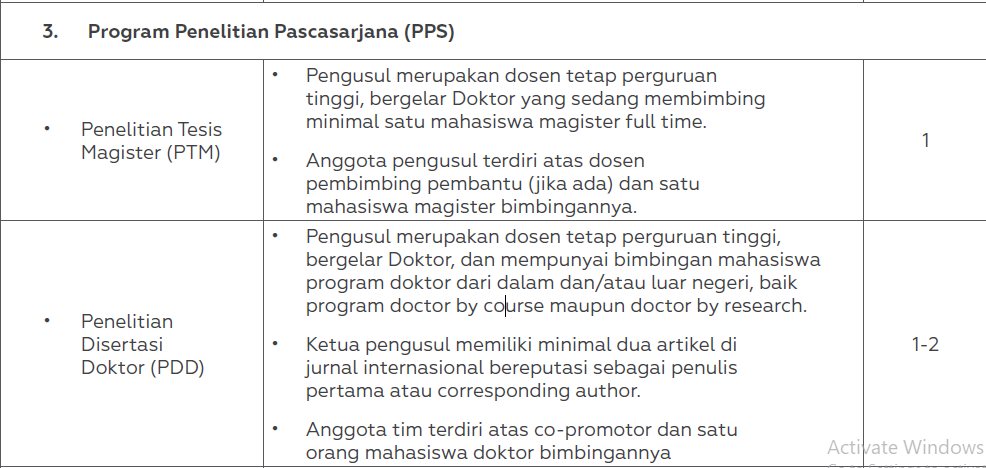 3. Program Penelitian Pascasarjana (PPS)
• Penelitian Tesis
Magister (PTM)
• Pengusul merupakan dosen tetap perguruan
tinggi, bergelar Doktor yang sedang membimbing
minimal satu mahasiswa magister full time.
• Anggota pengusul terdiri atas dosen
pembimbing pembantu (jika ada) dan satu
mahasiswa magister bimbingannya.
1
• Penelitian
Disertasi
Doktor (PDD)
• Pengusul merupakan dosen tetap perguruan tinggi,
bergelar Doktor, dan mempunyai bimbingan mahasiswa
program doktor dari dalam dan/atau luar negeri, baik
program doctor by course maupun doctor by research.
• Ketua pengusul memiliki minimal dua artikel di
jurnal internasional bereputasi sebagai penulis
pertama atau corresponding author.
• Anggota tim terdiri atas co-promotor dan satu
orang mahasiswa doktor bimbingannya
1-2
Activate Windows